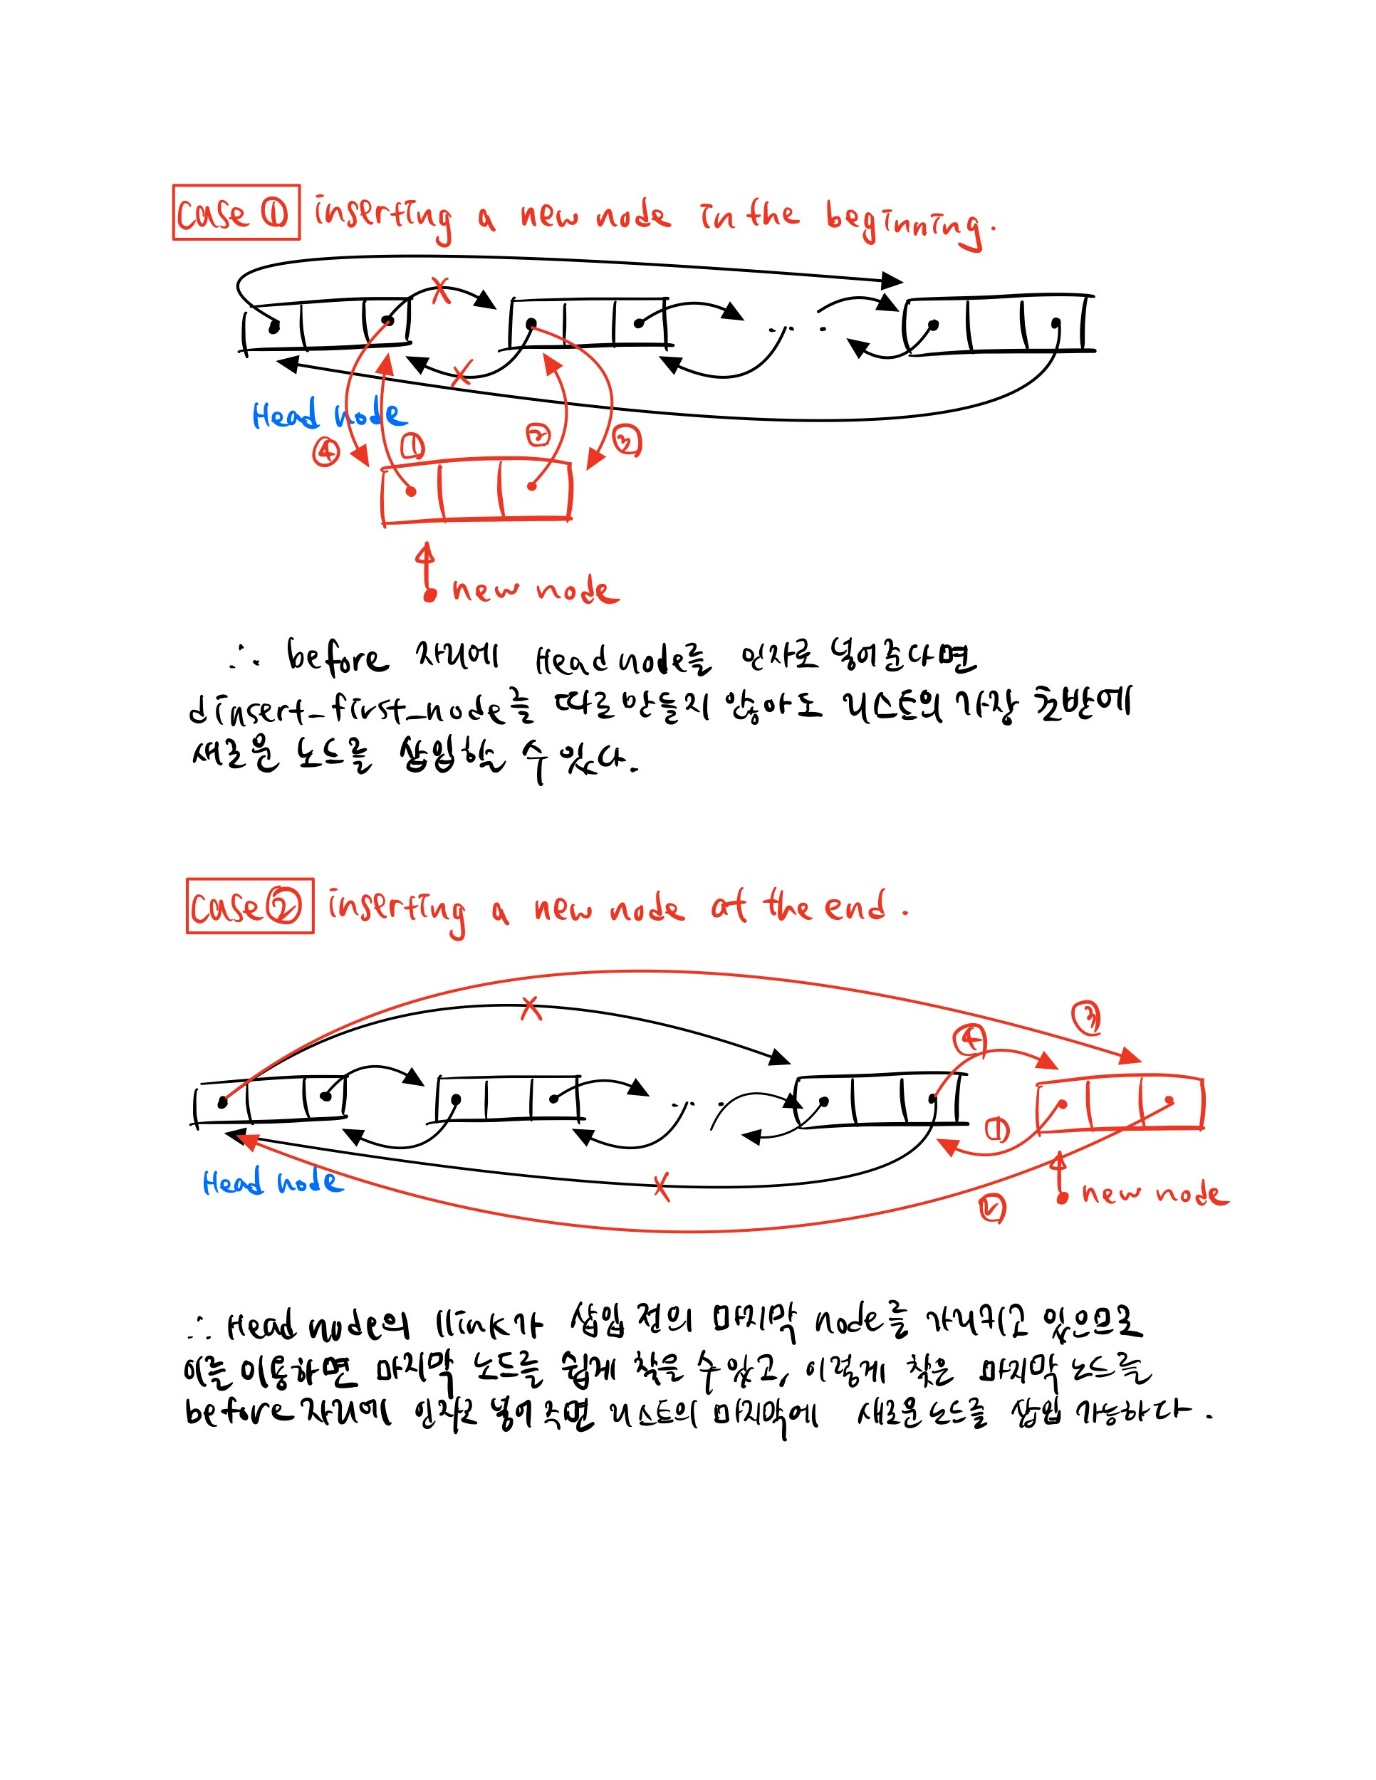 case ① inserting a new node in the beginning.
Head node
④ ① ② ③
new node
∴ before 자리에 Head node를 인자로 넣어준다면
dinsert_first_node를 따로 만들지 않아도 리스트의 가장 초반에
새로운 노드를 삽입할 수 있다.
case ② inserting a new node at the end.
③
④
①
Head node
② new node
∴ Head node의 llink가 삽입 전의 마지막 node를 가리키고 있으므로
이를 이용하면 마지막 노드를 쉽게 찾을 수 있고, 이렇게 찾은 마지막 노드를
before 자리에 인자로 넣어 주면 리스트의 마지막에 새로운 노드를 삽입 가능하다.